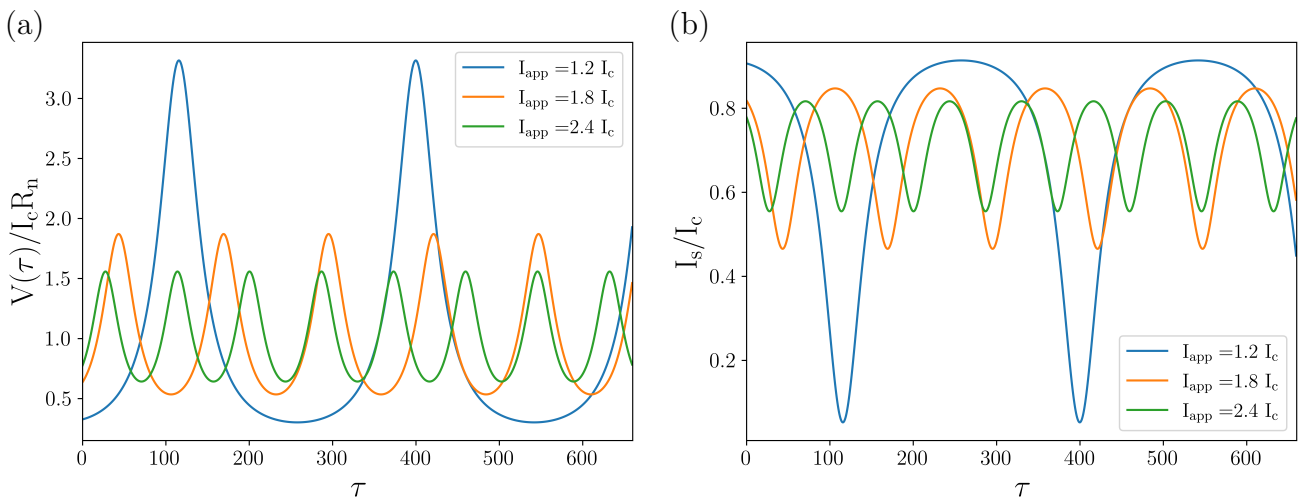 (a)
V(τ)/I_cR_n
3.0
2.5
2.0
1.5
1.0
0.5
0 100 200 300 400 500 600
τ
I_app =1.2 I_c
I_app =1.8 I_c
I_app =2.4 I_c
(b)
I_s/I_c
0.8
0.6
0.4
0.2
0 100 200 300 400 500 600
τ
I_app =1.2 I_c
I_app =1.8 I_c
I_app =2.4 I_c